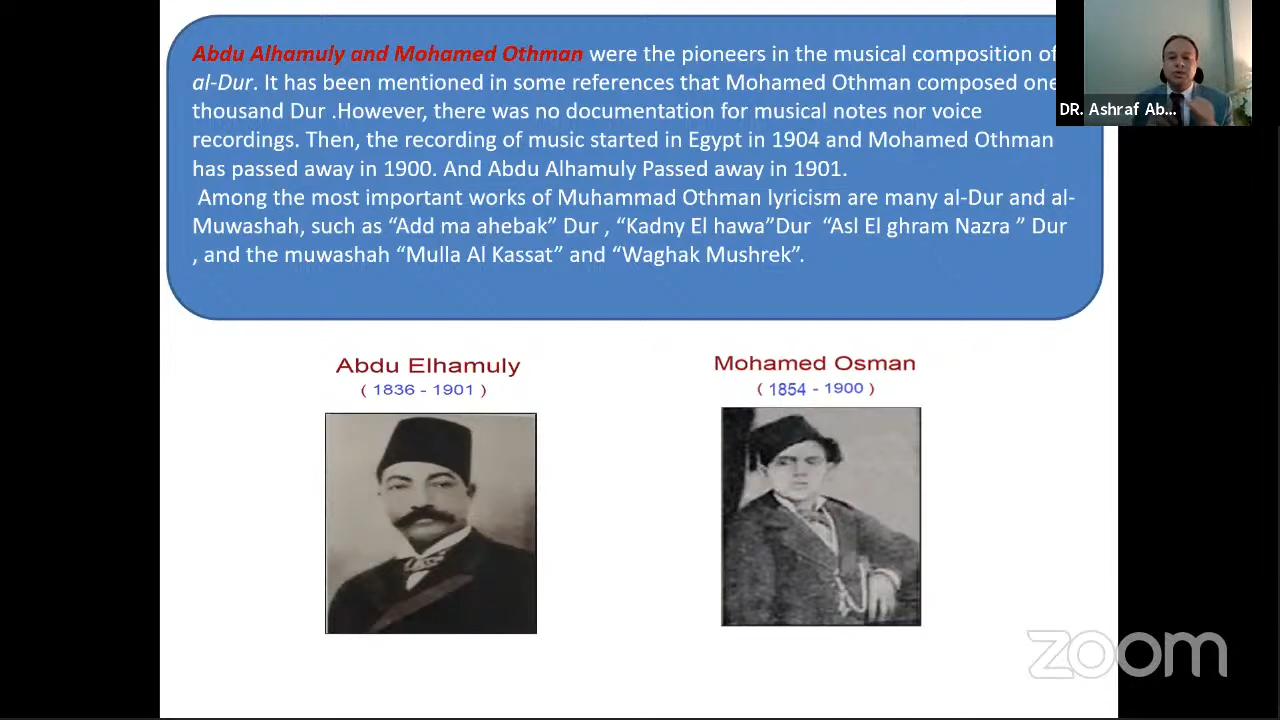 Abdu Alhamuly and Mohamed Othman were the pioneers in the musical composition of
al-Dur. It has been mentioned in some references that Mohamed Othman composed one
thousand Dur .However, there was no documentation for musical notes nor voice
recordings. Then, the recording of music started in Egypt in 1904 and Mohamed Othman
has passed away in 1900. And Abdu Alhamuly Passed away in 1901.
Among the most important works of Muhammad Othman lyricism are many al-Dur and al-
Muwashah, such as “Add ma ahebak” Dur , “Kadny El hawa”Dur “Asl El ghram Nazra ” Dur
, and the muwashah “Mulla Al Kassat” and “Waghak Mushrek”.
DR. Ashraf Ab...
Abdu Elhamuly
( 1836 - 1901 )
Mohamed Osman
( 1854 - 1900 )
zoom